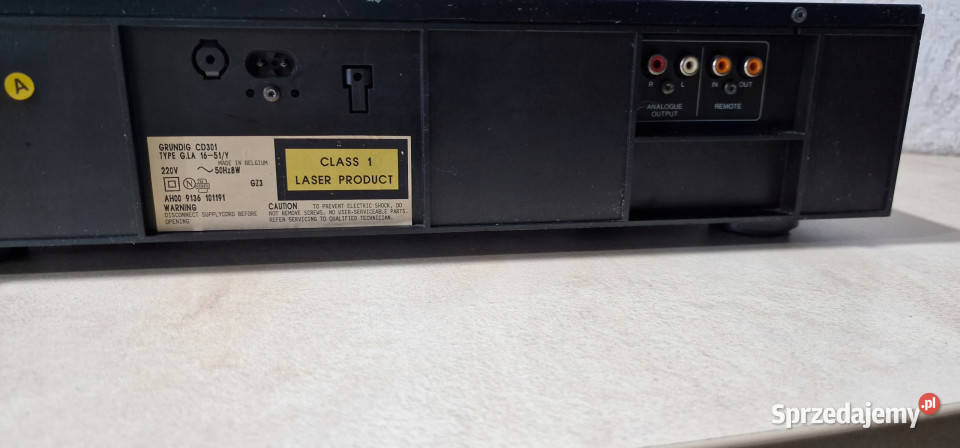 A
GRUNDIG CD301
TYPE G.LA 16-51/Y
MADE IN BELGIUM
220V ~50Hz8W
N
GZ3
AH00 9136 101191
WARNING
DISCONNECT SUPPLYCORD BEFORE
OPENING
CLASS 1
LASER PRODUCT
CAUTION TO PREVENT ELECTRIC SHOCK, DO
NOT REMOVE SCREWS. NO USER-SERVICEABLE PARTS.
REFER SERVICING TO QUALIFIED TECHNICIAN.
R L
ANALOGUE
OUTPUT
IN OUT
REMOTE
Sprzedajemy.pl